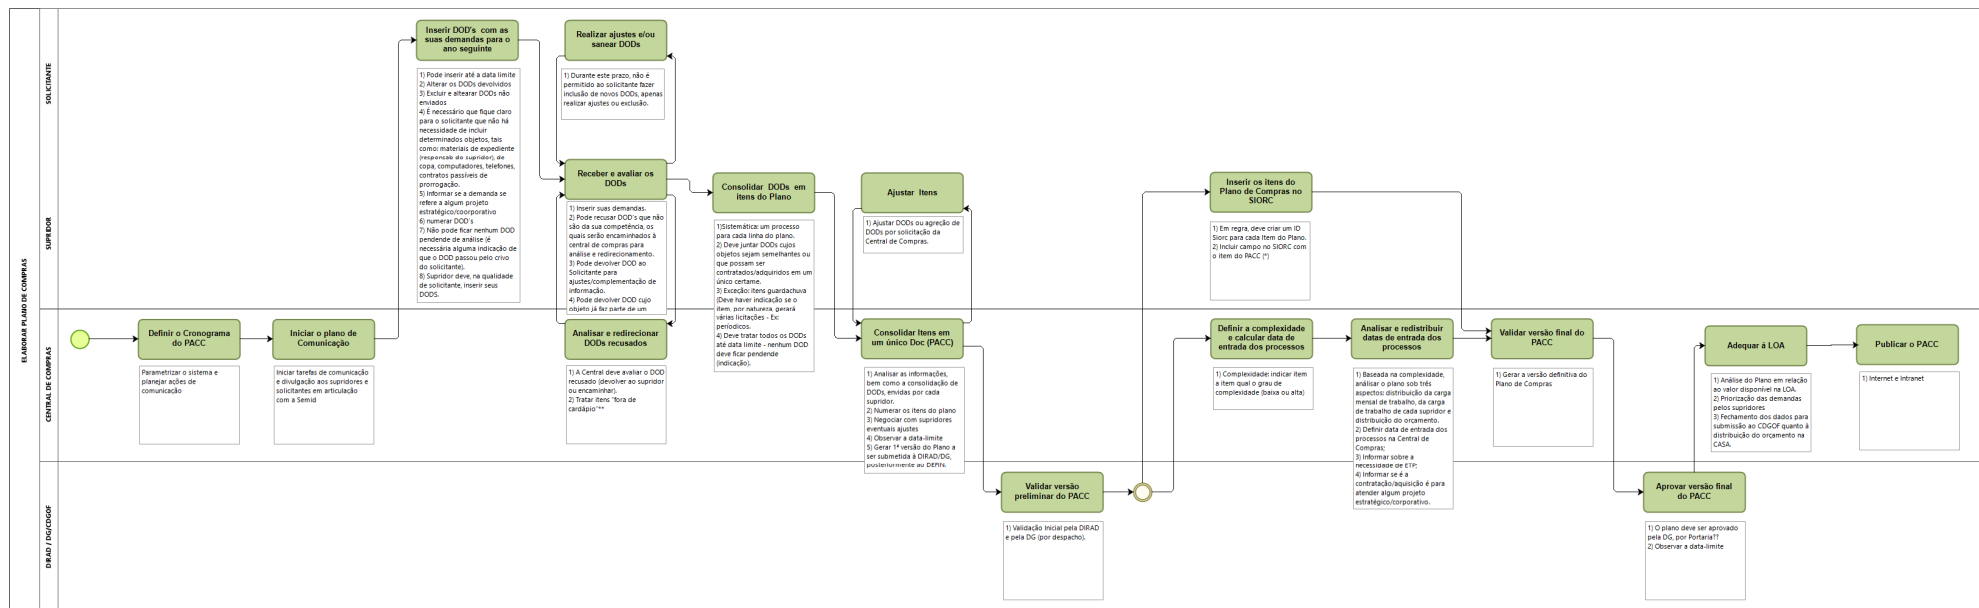 ELABORAR PLANO DE COMPRAS
SOLICITANTE
Inserir DOD's com as
suas demandas para o
ano seguinte
1) Pode inserir até a data limite
2) Alterar os DODs devolvidos
3) Excluir e altearar DODs não
enviados
4) É necessário que fique claro
para o solicitante que não há
necessidade de incluir
determinados objetos, tais
como: materiais de expediente
(responsab do supridor), de
copa, computadores, telefones,
contratos passíveis de
prorrogação.
5) Informar se a demanda se
refere a algum projeto
estratégico/coorporativo
6) numerar DOD's
7) Não pode ficar nenhum DOD
pendende de análise (é
necessária alguma indicação de
que o DOD passou pelo crivo
do solicitante).
8) Supridor deve, na qualidade
de solicitante, inserir seus
DODS.
Realizar ajustes e/ou
sanear DODs
1) Durante este prazo, não é
permitido ao solicitante fazer
inclusão de novos DODs, apenas
realizar ajustes ou exclusão.
SUPRIDOR
Receber e avaliar os
DODs
1) Inserir suas demandas.
2) Pode recusar DOD's que não
são da sua competência, os
quais serão encaminhados à
central de compras para
análise e redirecionamento.
3) Pode devolver DOD ao
Solicitante para
ajustes/complementação de
informação.
4) Pode devolver DOD cujo
objeto já faz parte de um
Consolidar DODs em
itens do Plano
1)Sistemática: um processo
para cada linha do plano.
2) Deve juntar DODs cujos
objetos sejam semelhantes ou
que possam ser
contratados/adquiridos em um
único certame.
3) Exceção: itens guardachuva
(Deve haver indicação se o
item, por natureza, gerará
várias licitações - Ex:
periódicos.
4) Deve tratar todos os DODs
até data limite - nenhum DOD
deve ficar pendende
(indicação).
Ajustar Itens
1) Ajustar DODs ou agreção de
DODs por solicitação da
Central de Compras.
Inserir os itens do
Plano de Compras no
SIORC
1) Em regra, deve criar um ID
Siorc para cada Item do Plano.
2) Incluir campo no SIORC com
o item do PACC (*)
CENTRAL DE COMPRAS
Definir o Cronograma
do PACC
Parametrizar o sistema e
planejar ações de
comunicação
Iniciar o plano de
Comunicação
Iniciar tarefas de comunicação
e divulgação aos supridores e
solicitantes em articulação
com a Semid
Analisar e redirecionar
DODs recusados
1) A Central deve avaliar o DOD
recusado (devolver ao supridor
ou encaminhar).
2) Tratar itens "fora de
cardápio"**
Consolidar Itens em
um único Doc (PACC)
1) Analisar as informações,
bem como a consolidação de
DODs, envidas por cada
supridor.
2) Numerar os itens do plano
3) Negociar com supridores
eventuais ajustes
4) Observar a data-limite
5) Gerar 1ª versão do Plano a
ser submetida à DIRAD/DG,
posteriormente ao DEFIN.
Definir a complexidade
e calcular data de
entrada dos processos
1) Complexidade: indicar item
a item qual o grau de
complexidade (baixa ou alta)
Analisar e redistribuir
datas de entrada dos
processos
1) Baseada na complexidade,
análisar o plano sob três
aspectos: distribuição da carga
mensal de trabalho, da carga
de trabalho de cada supridor e
distribuição do orçamento.
2) Definir data de entrada dos
processos na Central de
Compras;
3) Informar sobre a
necessidade de ETP;
4) Informar se é a
contratação/aquisição é para
atender algum projeto
estratégico/corporativo.
Validar versão final do
PACC
1) Gerar a versão definitiva do
Plano de Compras
Adequar à LOA
1) Análise do Plano em relação
ao valor disponível na LOA.
2) Priorização das demandas
pelos supridores
3) Fechamento dos dados para
submissão ao CDGOF quanto à
distribuição do orçamento na
CASA.
Publicar o PACC
1) Internet e Intranet
DIRAD / DG/CDGOF
Validar versão
preliminar do PACC
1) Validação Inicial pela DIRAD
e pela DG (por despacho).
Aprovar versão final
do PACC
1) O plano deve ser aprovado
pela DG, por Portaria??
2) Observar a data-limite